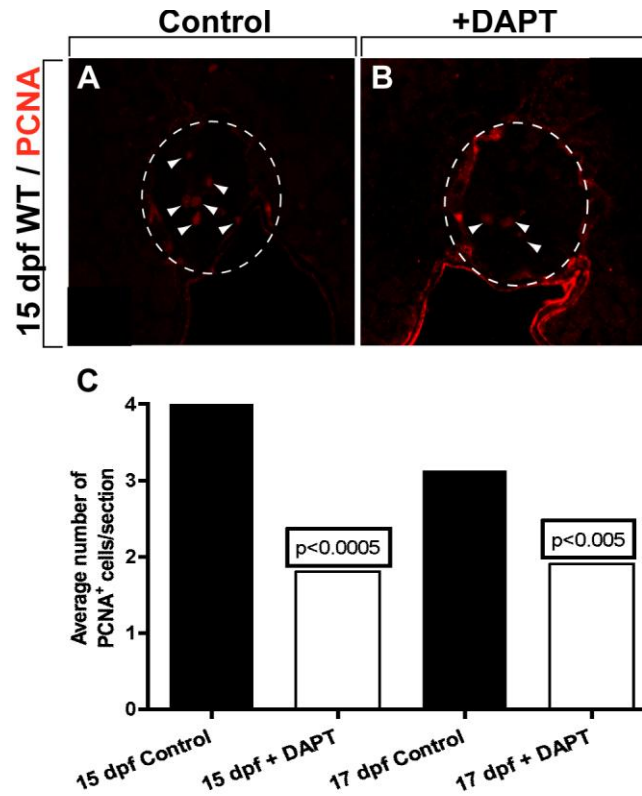 Control
+DAPT
15 dpf WT / PCNA
A
B
C
Average number of
PCNA⁺ cells/section
4
3
2
1
0
p<0.0005
p<0.005
15 dpf Control
15 dpf + DAPT
17 dpf Control
17 dpf + DAPT